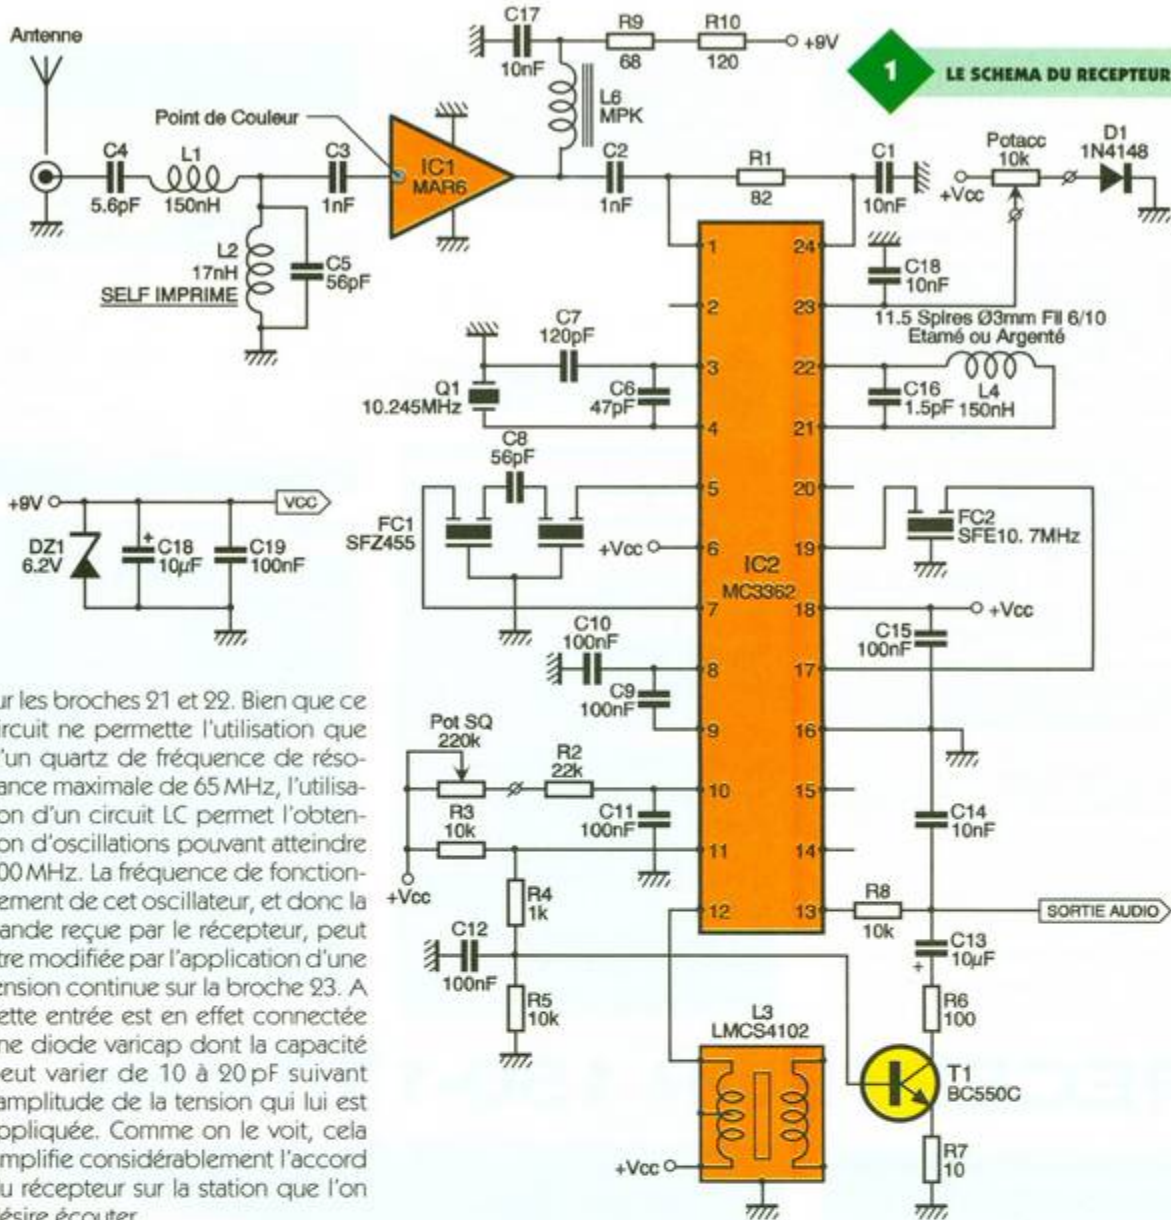 Antenne
C17
10nF
R9
68
R10
120
+9V
1
LE SCHEMA DU RECEPTEUR
L6
MPK
Point de Couleur
C4
5.6pF
L1
150nH
C3
1nF
IC1
MAR6
C2
1nF
R1
82
C1
10nF
Potacc
10k
+Vcc
D1
1N4148
L2
17nH
SELF IMPRIME
C5
56pF
1
24
C18
10nF
2
23
11.5 Spires Ø3mm Fil 6/10
Etamé ou Argenté
C7
120pF
3
22
Q1
10.245MHz
C6
47pF
C16
1.5pF
L4
150nH
4
21
C8
56pF
5
20
FC1
SFZ455
+Vcc
6
19
FC2
SFE10. 7MHz
IC2
MC3362
7
18
+Vcc
+9V
VCC
DZ1
6.2V
+
C18
10µF
C19
100nF
C10
100nF
C15
100nF
8
17
C9
100nF
9
16
Pot SQ
220k
R2
22k
10
15
R3
10k
C11
100nF
C14
10nF
11
14
+Vcc
R4
1k
R8
10k
12
13
SORTIE AUDIO
C12
100nF
C13
10µF
+
R5
10k
R6
100
L3
LMCS4102
T1
BC550C
R7
10
+Vcc
ur les broches 21 et 22. Bien que ce
ircuit ne permette l'utilisation que
'un quartz de fréquence de réso-
ance maximale de 65 MHz, l'utilisa-
on d'un circuit LC permet l'obten-
on d'oscillations pouvant atteindre
00 MHz. La fréquence de fonction-
ement de cet oscillateur, et donc la
ande reçue par le récepteur, peut
tre modifiée par l'application d'une
ension continue sur la broche 23. A
ette entrée est en effet connectée
ne diode varicap dont la capacité
eut varier de 10 à 20 pF suivant
amplitude de la tension qui lui est
ppliquée. Comme on le voit, cela
mplifie considérablement l'accord
u récepteur sur la station que l'on
ésire écouter.